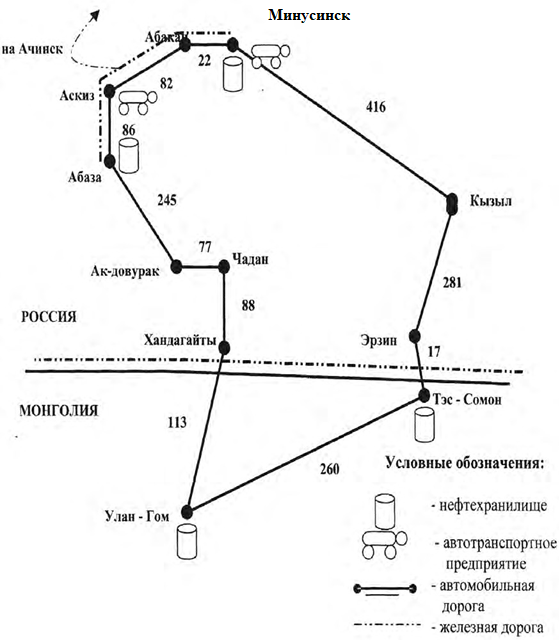 Минусинск
Абакан
на Ачинск
22
82
Аскиз
416
86
Абаза
Кызыл
245
77
Чадан
Ак-довурак
281
88
РОССИЯ
Хандагайты
Эрзин
17
МОНГОЛИЯ
Тэс - Сомон
113
260
Условные обозначения:
Улан - Гом
- нефтехранилище
- автотранспортное
предприятие
- автомобильная
дорога
- железная дорога